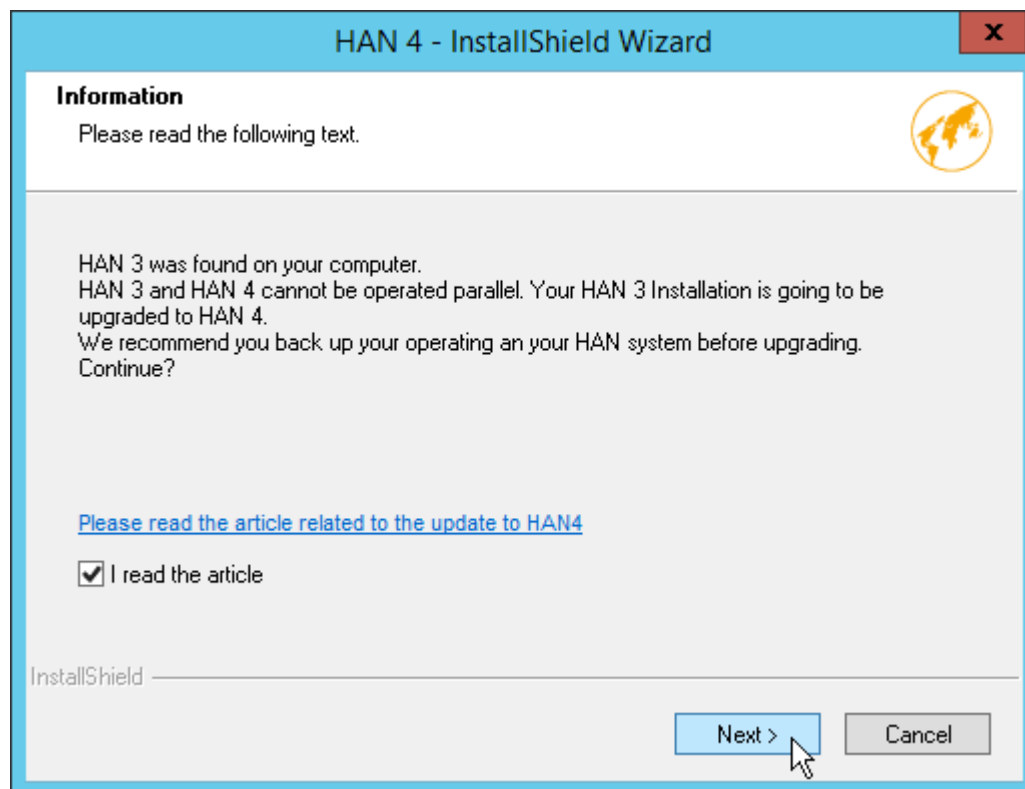 HAN 4 - InstallShield Wizard
x
Information
Please read the following text.
HAN 3 was found on your computer.
HAN 3 and HAN 4 cannot be operated parallel. Your HAN 3 Installation is going to be
upgraded to HAN 4.
We recommend you back up your operating an your HAN system before upgrading.
Continue?
Please read the article related to the update to HAN4
I read the article
InstallShield
Next >
Cancel